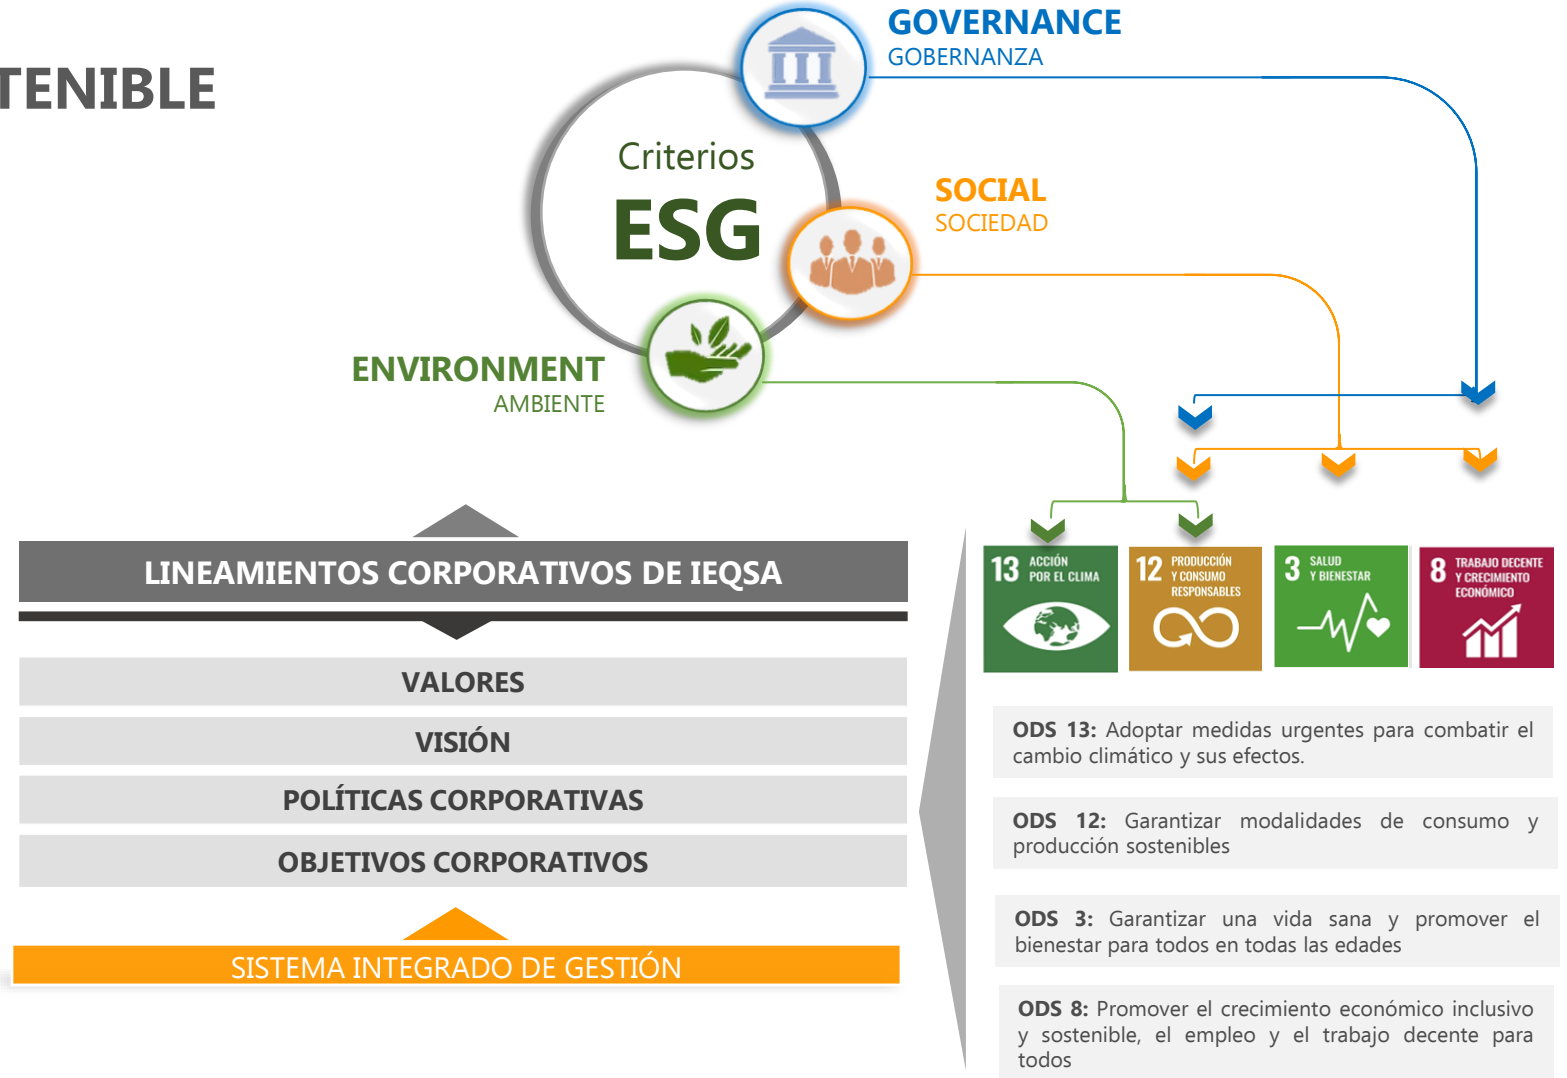 TENIBLE
GOVERNANCE
GOBERNANZA
Criterios
ESG
SOCIAL
SOCIEDAD
ENVIRONMENT
AMBIENTE
LINEAMIENTOS CORPORATIVOS DE IEQSA
VALORES
VISIÓN
POLÍTICAS CORPORATIVAS
OBJETIVOS CORPORATIVOS
SISTEMA INTEGRADO DE GESTIÓN
13 ACCIÓN
POR EL CLIMA
12 PRODUCCIÓN
Y CONSUMO
RESPONSABLES
3 SALUD
Y BIENESTAR
8 TRABAJO DECENTE
Y CRECIMIENTO
ECONÓMICO
ODS 13: Adoptar medidas urgentes para combatir el
cambio climático y sus efectos.
ODS 12: Garantizar modalidades de consumo y
producción sostenibles
ODS 3: Garantizar una vida sana y promover el
bienestar para todos en todas las edades
ODS 8: Promover el crecimiento económico inclusivo
y sostenible, el empleo y el trabajo decente para
todos